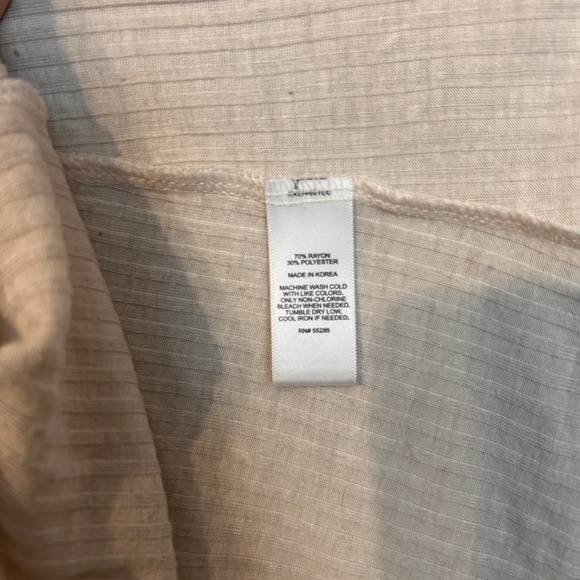 70% RAYON
30% POLYESTER
MADE IN KOREA
MACHINE WASH COLD
WITH LIKE COLORS.
ONLY NON-CHLORINE
BLEACH WHEN NEEDED.
TUMBLE DRY LOW,
COOL IRON IF NEEDED.
RN# 55285